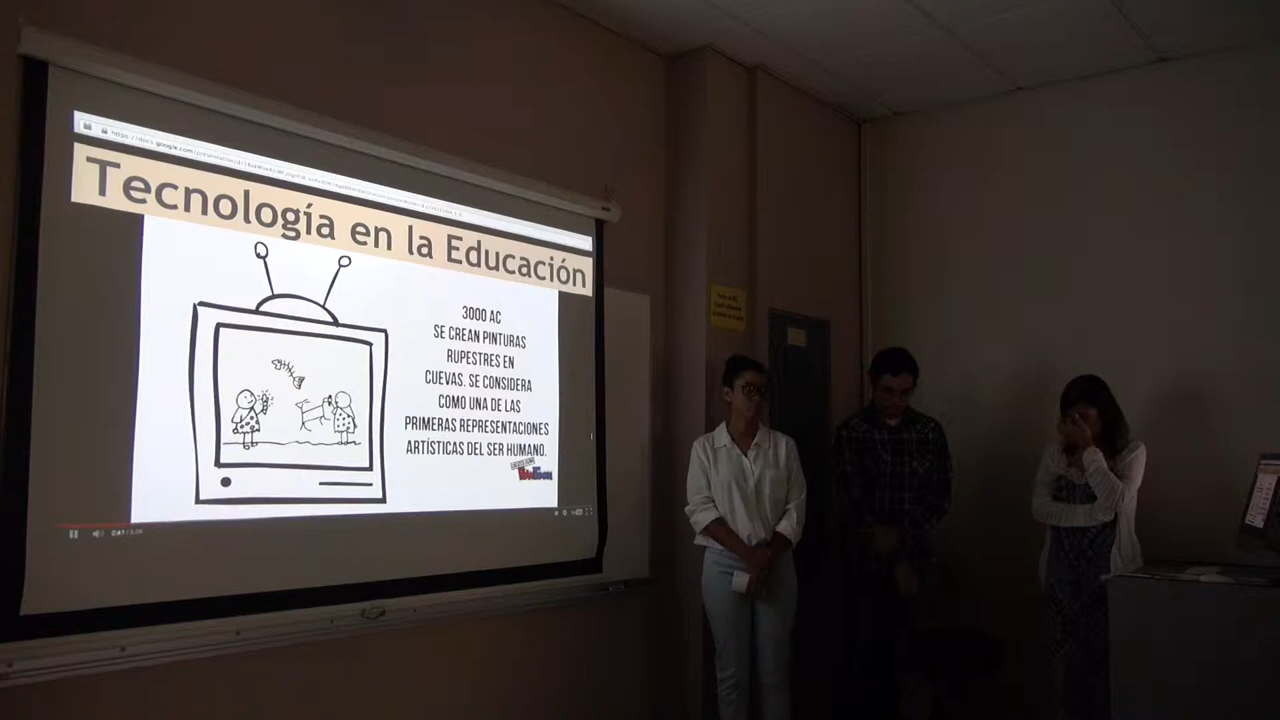 Tecnología en la Educación
3000 AC
SE CREAN PINTURAS
RUPESTRES EN
CUEVAS. SE CONSIDERA
COMO UNA DE LAS
PRIMERAS REPRESENTACIONES
ARTÍSTICAS DEL SER HUMANO.